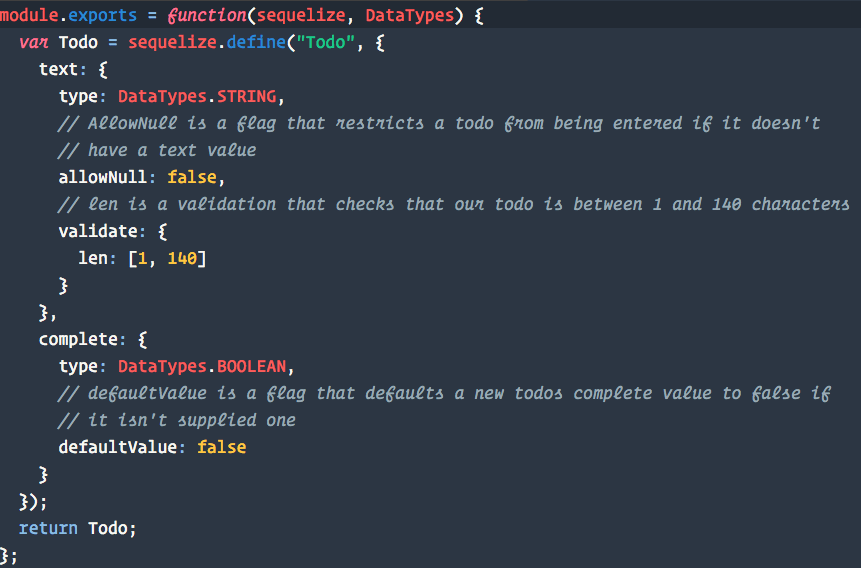 module.exports = function(sequelize, DataTypes) {
  var Todo = sequelize.define("Todo", {
    text: {
      type: DataTypes.STRING,
      // AllowNull is a flag that restricts a todo from being entered if it doesn't
      // have a text value
      allowNull: false,
      // len is a validation that checks that our todo is between 1 and 140 characters
      validate: {
        len: [1, 140]
      }
    },
    complete: {
      type: DataTypes.BOOLEAN,
      // defaultValue is a flag that defaults a new todos complete value to false if
      // it isn't supplied one
      defaultValue: false
    }
  });
  return Todo;
};